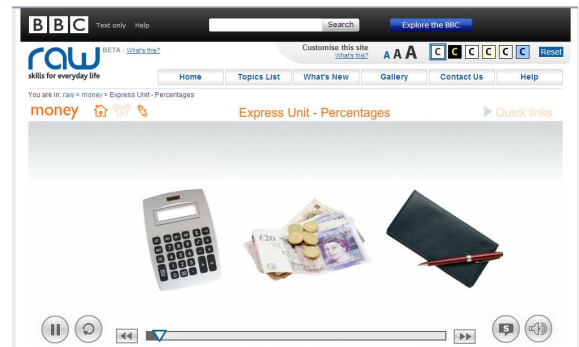 BBC Text only Help Search Explore the BBC
raw BETA - What's this? Customise this site A A A C C C C C C Reset
What's this?
skills for everyday life Home Topics List What's New Gallery Contact Us Help
You are in: raw > money > Express Unit - Percentages
money Express Unit - Percentages Quick links
£20
S